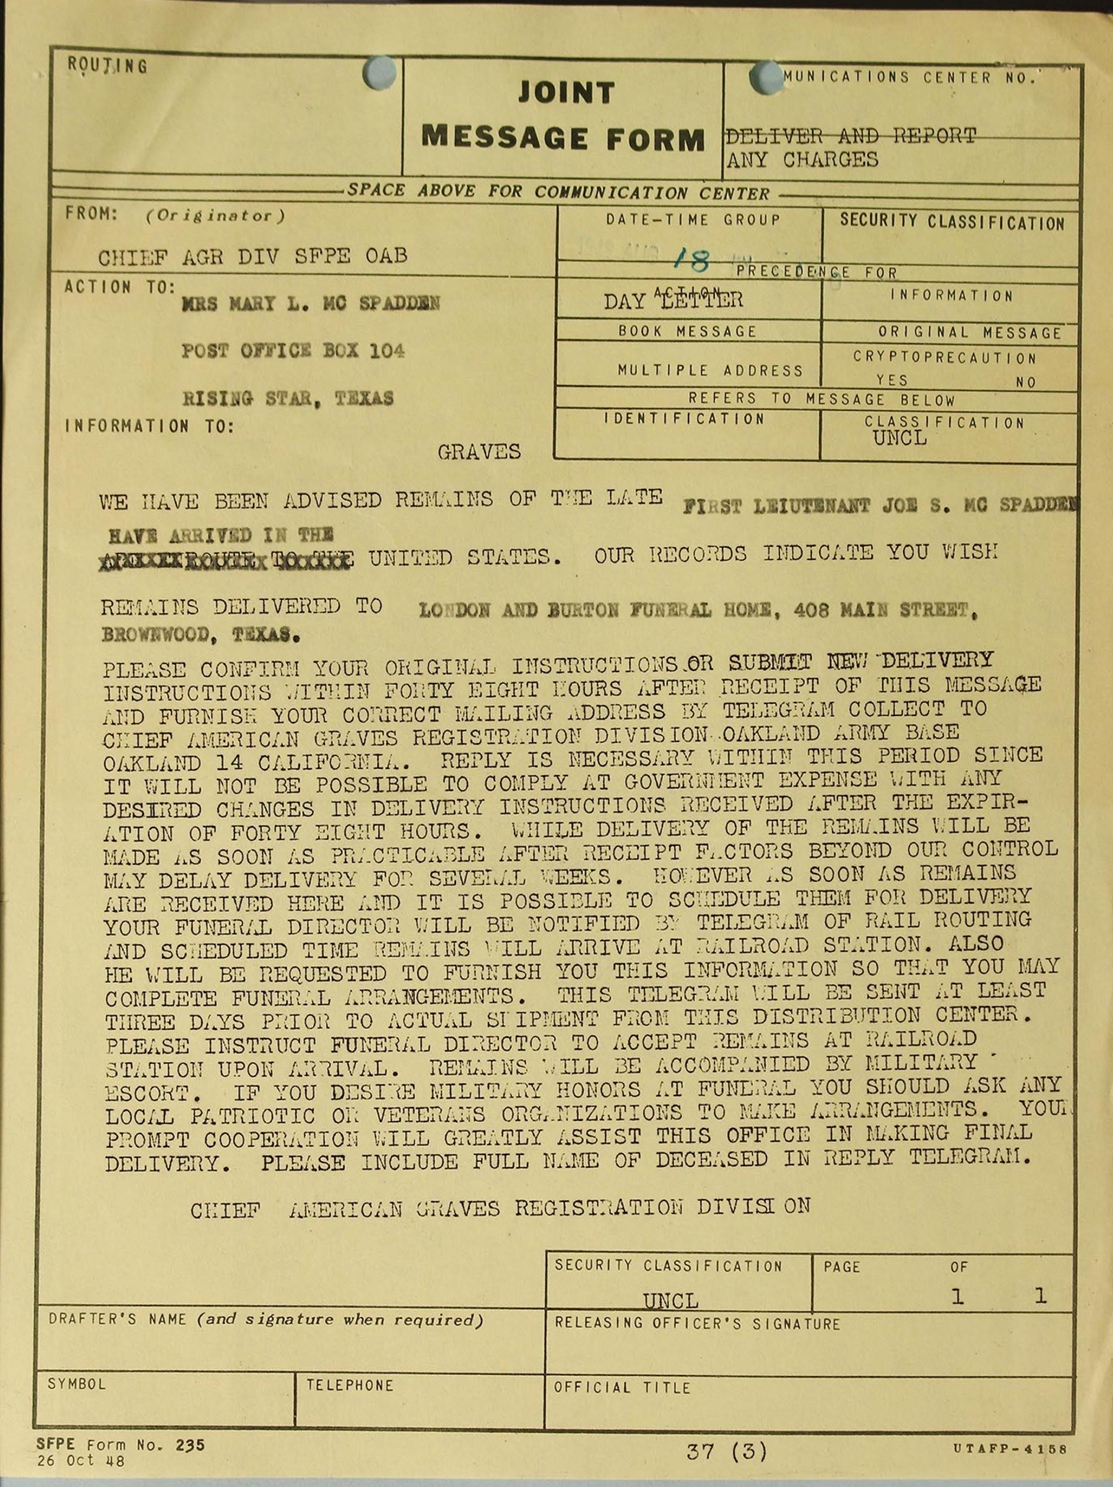 ROUTING
JOINT
MESSAGE FORM
MUNICATIONS CENTER NO.
DELIVER AND REPORT
ANY CHARGES
SPACE ABOVE FOR COMMUNICATION CENTER
FROM: (Originator)
CHIEF AGR DIV SFPE OAB
DATE-TIME GROUP
18
SECURITY CLASSIFICATION
PRECEDENCE FOR
ACTION TO:
MRS MARY L. MC SPADDEN
POST OFFICE BOX 104
RISING STAR, TEXAS
ACTION
DAY LETTER
INFORMATION
BOOK MESSAGE
ORIGINAL MESSAGE
MULTIPLE ADDRESS
CRYPTOPRECAUTION
YES NO
REFERS TO MESSAGE BELOW
IDENTIFICATION
CLASSIFICATION
UNCL
INFORMATION TO:
GRAVES
WE HAVE BEEN ADVISED REMAINS OF THE LATE FIRST LEIUTENANT JOE S. MC SPADDEN
HAVE ARRIVED IN THE
UNITED STATES. OUR RECORDS INDICATE YOU WISH
REMAINS DELIVERED TO LONDON AND BURTON FUNERAL HOME, 408 MAIN STREET,
BROWNWOOD, TEXAS.
PLEASE CONFIRM YOUR ORIGINAL INSTRUCTIONS OR SUBMIT NEW DELIVERY
INSTRUCTIONS WITHIN FORTY EIGHT HOURS AFTER RECEIPT OF THIS MESSAGE
AND FURNISH YOUR CORRECT MAILING ADDRESS BY TELEGRAM COLLECT TO
CHIEF AMERICAN GRAVES REGISTRATION DIVISION OAKLAND ARMY BASE
OAKLAND 14 CALIFORNIA. REPLY IS NECESSARY WITHIN THIS PERIOD SINCE
IT WILL NOT BE POSSIBLE TO COMPLY AT GOVERNMENT EXPENSE WITH ANY
DESIRED CHANGES IN DELIVERY INSTRUCTIONS RECEIVED AFTER THE EXPIR-
ATION OF FORTY EIGHT HOURS. WHILE DELIVERY OF THE REMAINS WILL BE
MADE AS SOON AS PRACTICABLE AFTER RECEIPT FACTORS BEYOND OUR CONTROL
MAY DELAY DELIVERY FOR SEVERAL WEEKS. HOWEVER AS SOON AS REMAINS
ARE RECEIVED HERE AND IT IS POSSIBLE TO SCHEDULE THEM FOR DELIVERY
YOUR FUNERAL DIRECTOR WILL BE NOTIFIED BY TELEGRAM OF RAIL ROUTING
AND SCHEDULED TIME REMAINS WILL ARRIVE AT RAILROAD STATION. ALSO
HE WILL BE REQUESTED TO FURNISH YOU THIS INFORMATION SO THAT YOU MAY
COMPLETE FUNERAL ARRANGEMENTS. THIS TELEGRAM WILL BE SENT AT LEAST
THREE DAYS PRIOR TO ACTUAL SHIPMENT FROM THIS DISTRIBUTION CENTER.
PLEASE INSTRUCT FUNERAL DIRECTOR TO ACCEPT REMAINS AT RAILROAD
STATION UPON ARRIVAL. REMAINS WILL BE ACCOMPANIED BY MILITARY
ESCORT. IF YOU DESIRE MILITARY HONORS AT FUNERAL YOU SHOULD ASK ANY
LOCAL PATRIOTIC OR VETERANS ORGANIZATIONS TO MAKE ARRANGEMENTS. YOUR
PROMPT COOPERATION WILL GREATLY ASSIST THIS OFFICE IN MAKING FINAL
DELIVERY. PLEASE INCLUDE FULL NAME OF DECEASED IN REPLY TELEGRAM.
CHIEF AMERICAN GRAVES REGISTRATION DIVISION
SECURITY CLASSIFICATION
UNCL
PAGE OF
1 1
DRAFTER'S NAME (and signature when required)
RELEASING OFFICER'S SIGNATURE
SYMBOL
TELEPHONE
OFFICIAL TITLE
SFPE Form No. 235
26 Oct 48
37 (3)
UTAFP-4158